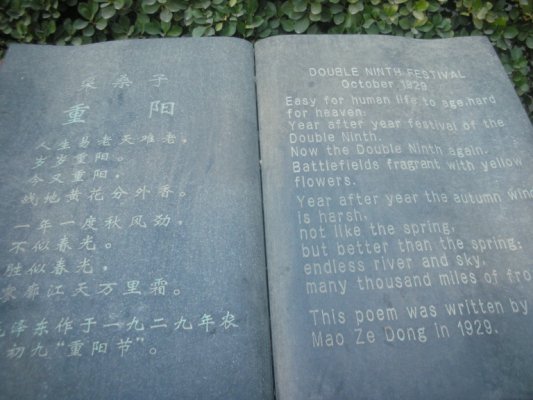 采桑子
重阳
人生易老天难老，
岁岁重阳。
今又重阳，
战地黄花分外香。
一年一度秋风劲，
不似春光。
胜似春光，
廓江天万里霜。
泽东作于一九二九年农
初九“重阳节”。
DOUBLE NINTH FESTIVAL
October 1929
Easy for human life to age,hard
for heaven.
Year after year festival of the
Double Ninth.
Now the Double Ninth again.
Battlefields fragrant with yellow
flowers.
Year after year the autumn wind
is harsh,
not like the spring,
but better than the spring;
endless river and sky,
many thousand miles of fro
This poem was written by
Mao Ze Dong in 1929.